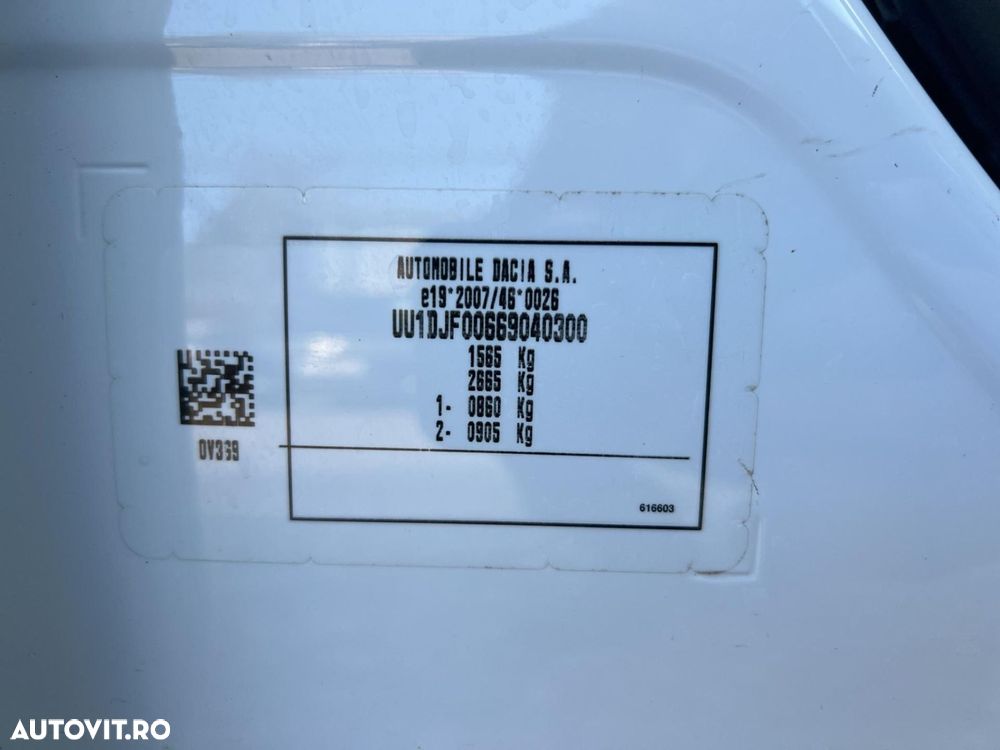 AUTOMOBILE DACIA S.A.
e19*2007/46*0026
UU1DJF00669040300
1565 Kg
2665 Kg
1- 0860 Kg
2- 0905 Kg
0V369
616603
AUTOVIT.RO